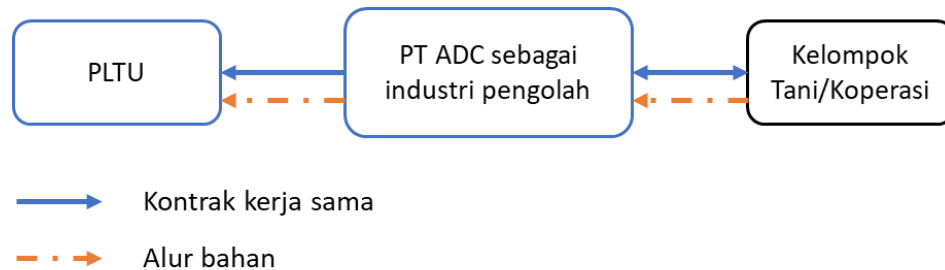 PLTU
PT ADC sebagai
industri pengolah
Kelompok
Tani/Koperasi
Kontrak kerja sama
Alur bahan